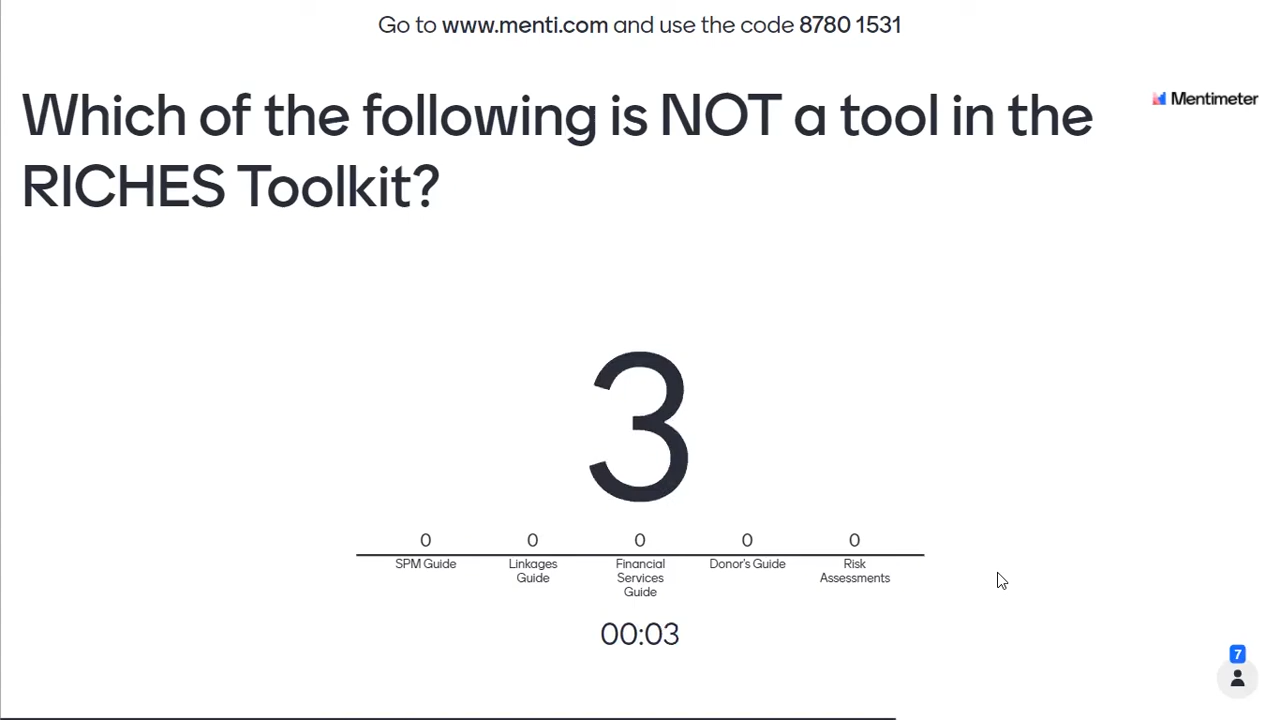 Go to www.menti.com and use the code 8780 1531
Mentimeter
Which of the following is NOT a tool in the
RICHES Toolkit?
3
0 0 0 0 0
SPM Guide Linkages Financial Donor's Guide Risk
Guide Services Assessments
Guide
00:03
7